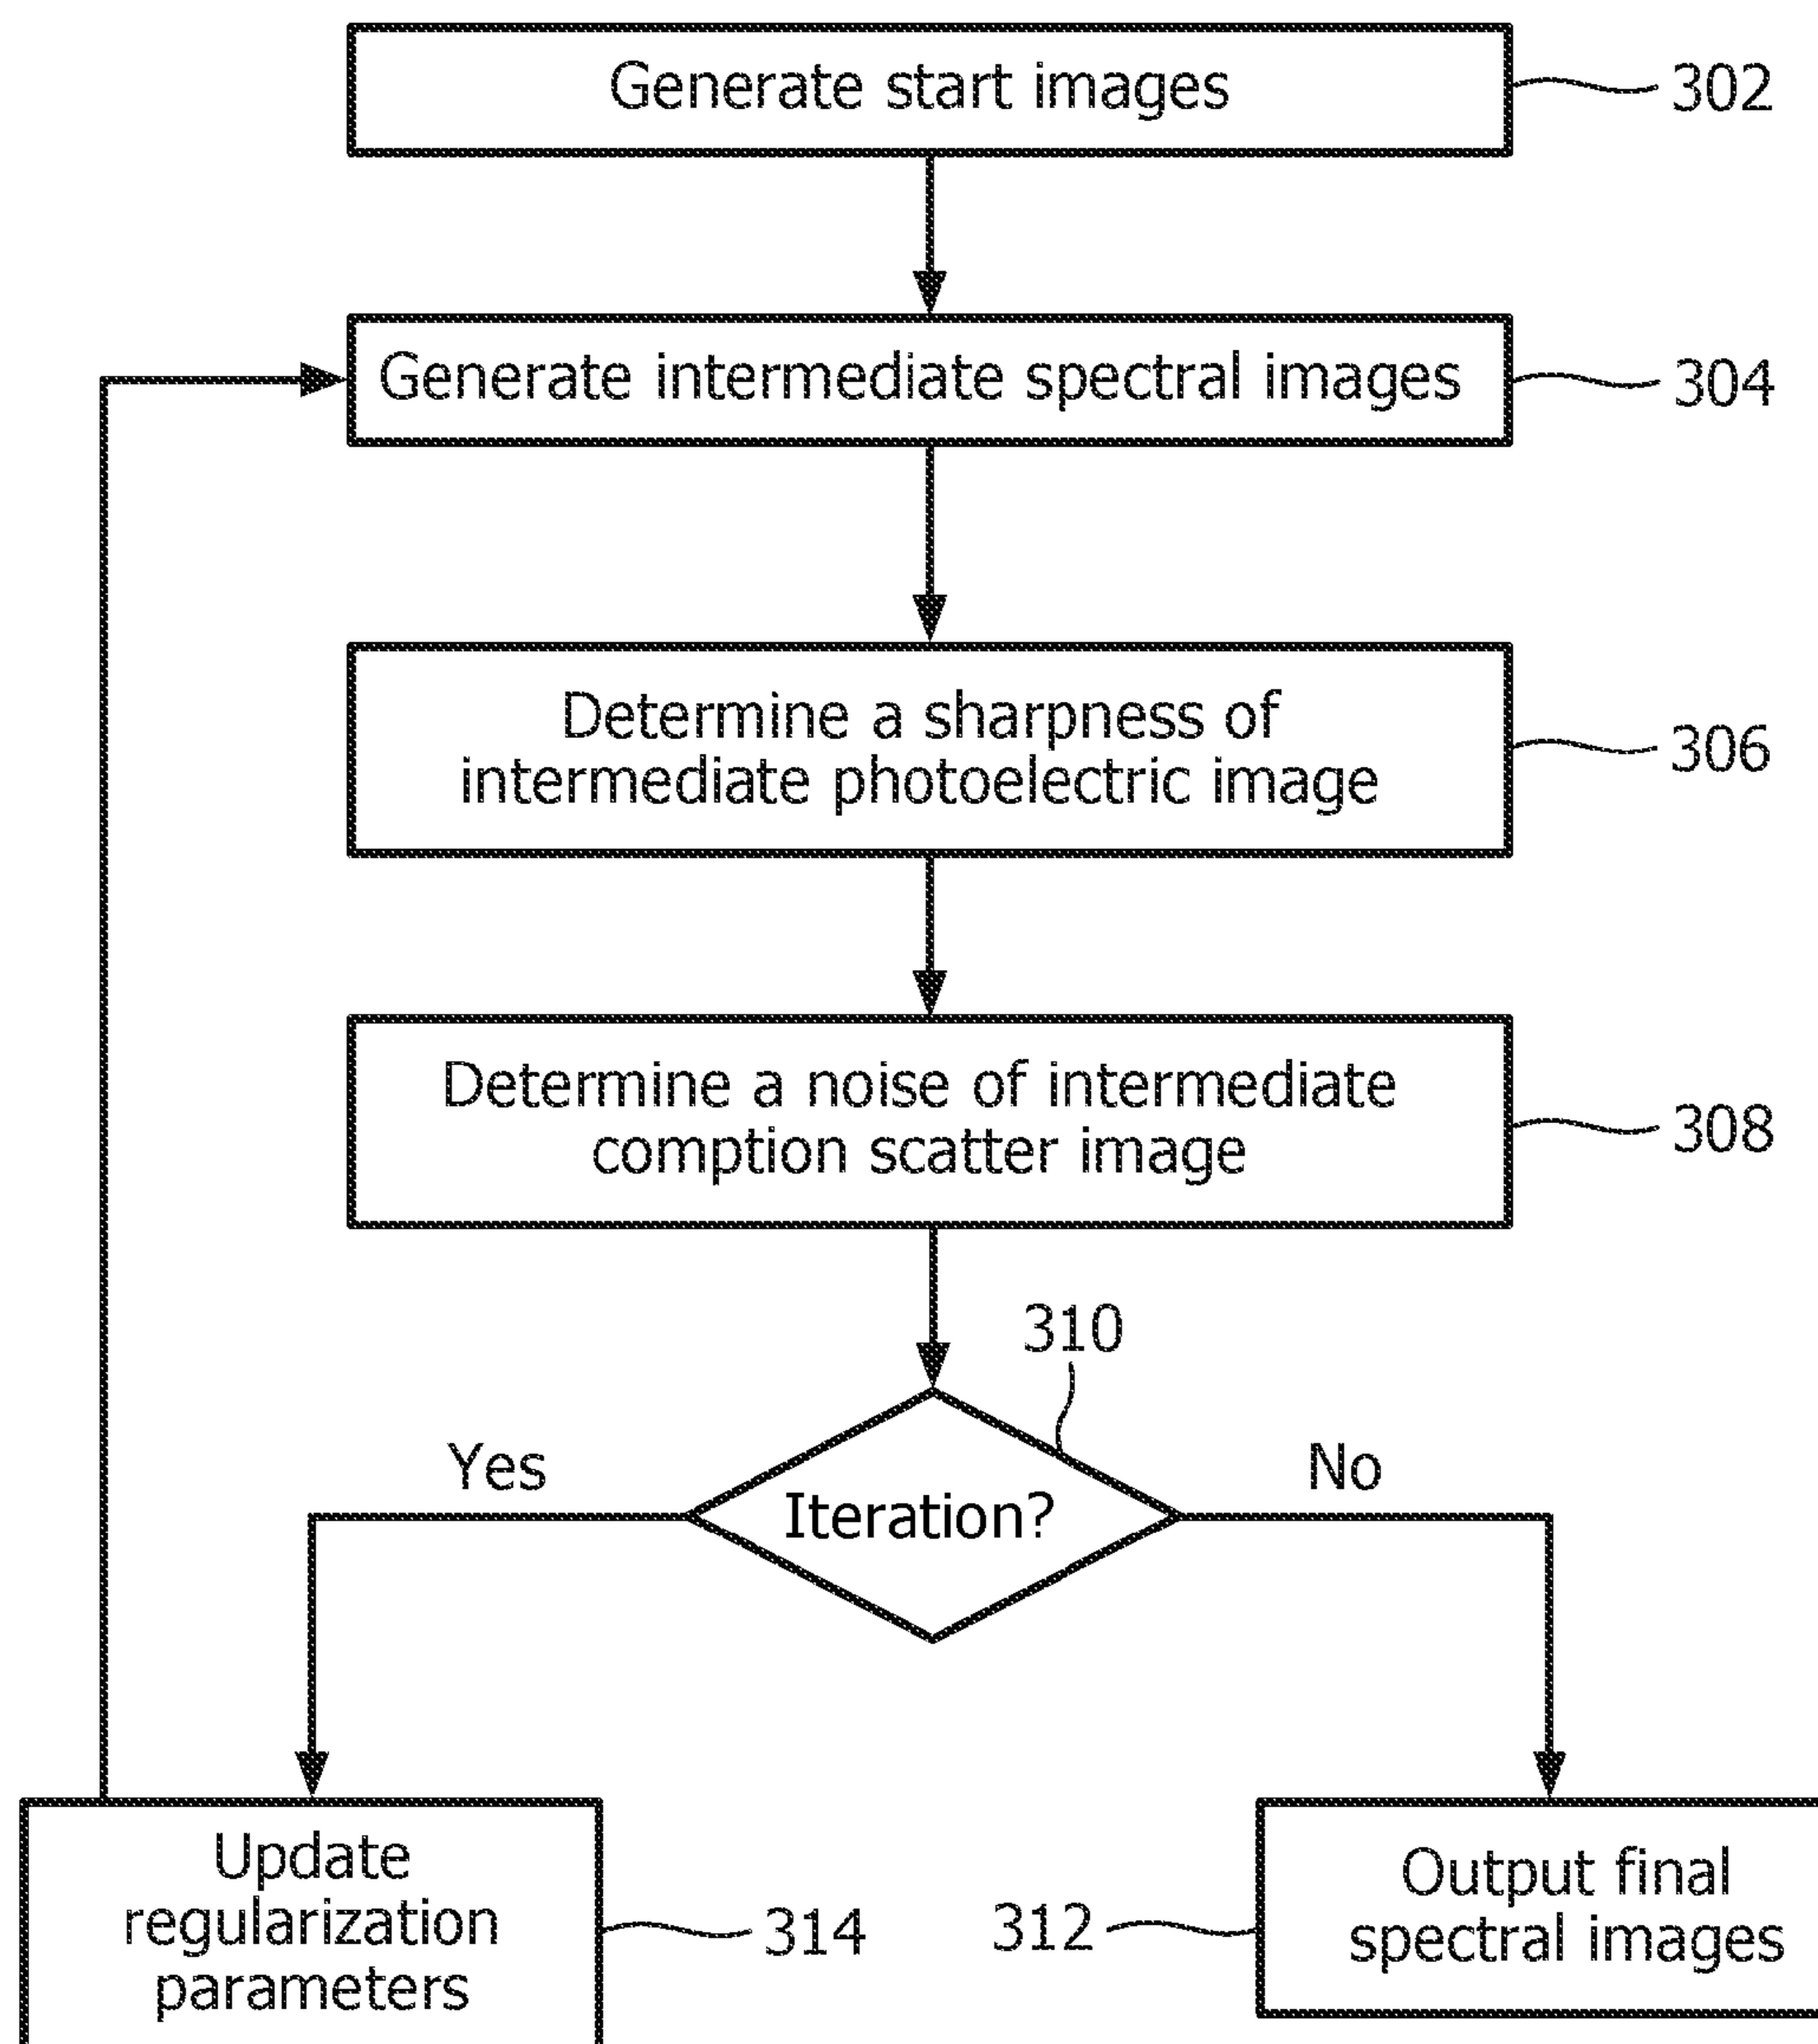 Generate start images
302
Generate intermediate spectral images
304
Determine a sharpness of
intermediate photoelectric image
306
Determine a noise of intermediate
comption scatter image
308
310
Yes
Iteration?
No
Update
regularization
parameters
314
312
Output final
spectral images